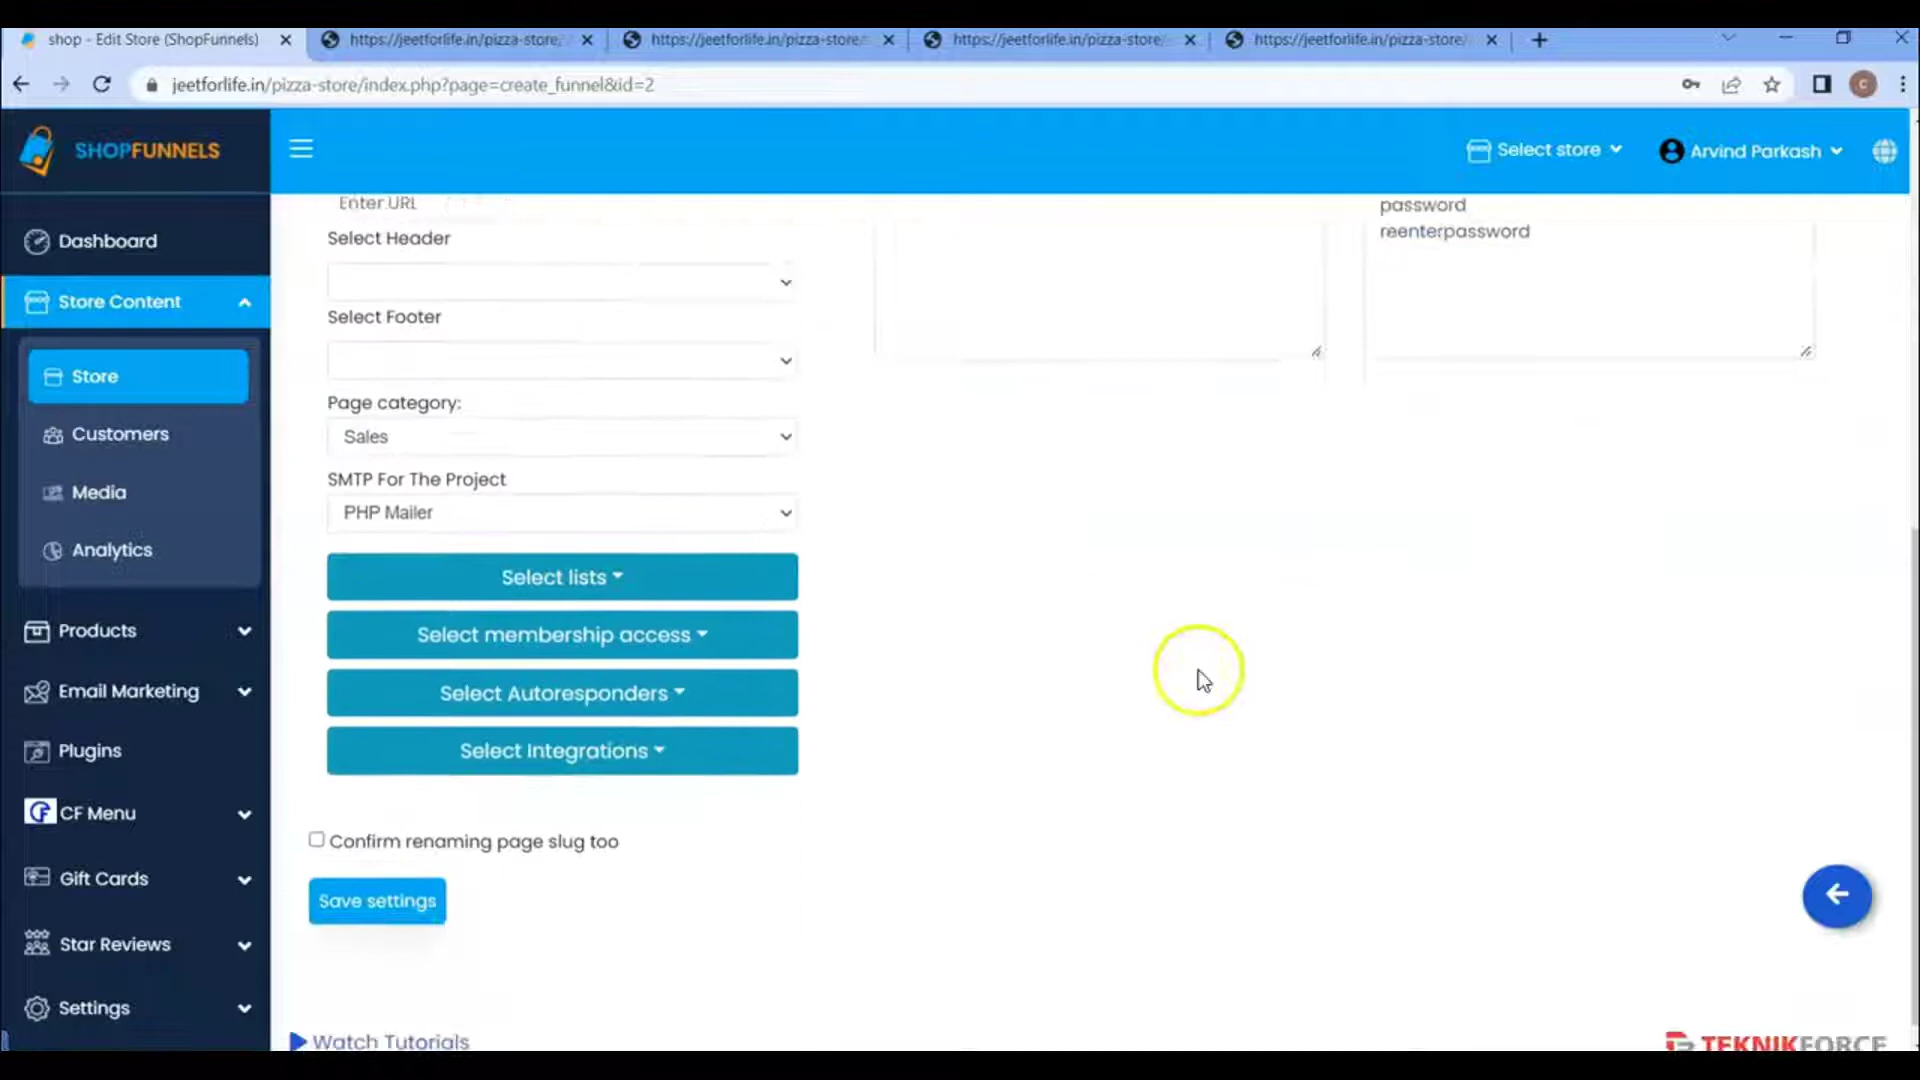 shop - Edit Store (ShopFunnels)
https://jeetforlife.in/pizza-store/
https://jeetforlife.in/pizza-store/
https://jeetforlife.in/pizza-store/
https://jeetforlife.in/pizza-store/
jeetforlife.in/pizza-store/index.php?page=create_funnel&id=2
C
SHOPFUNNELS
Select store
Arvind Parkash
Enter URL
password
reenterpassword
Select Header
Select Footer
Page category:
Sales
SMTP For The Project
PHP Mailer
Select lists
Select membership access
Select Autoresponders
Select Integrations
Confirm renaming page slug too
Save settings
Dashboard
Store Content
Store
Customers
Media
Analytics
Products
Email Marketing
Plugins
CF Menu
Gift Cards
Star Reviews
Settings
Watch Tutorials
TEKNIKFORCE